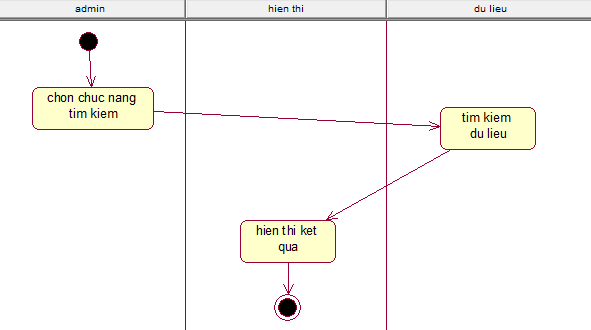 admin
hien thi
du lieu
chon chuc nang
tim kiem
tim kiem
du lieu
hien thi ket
qua